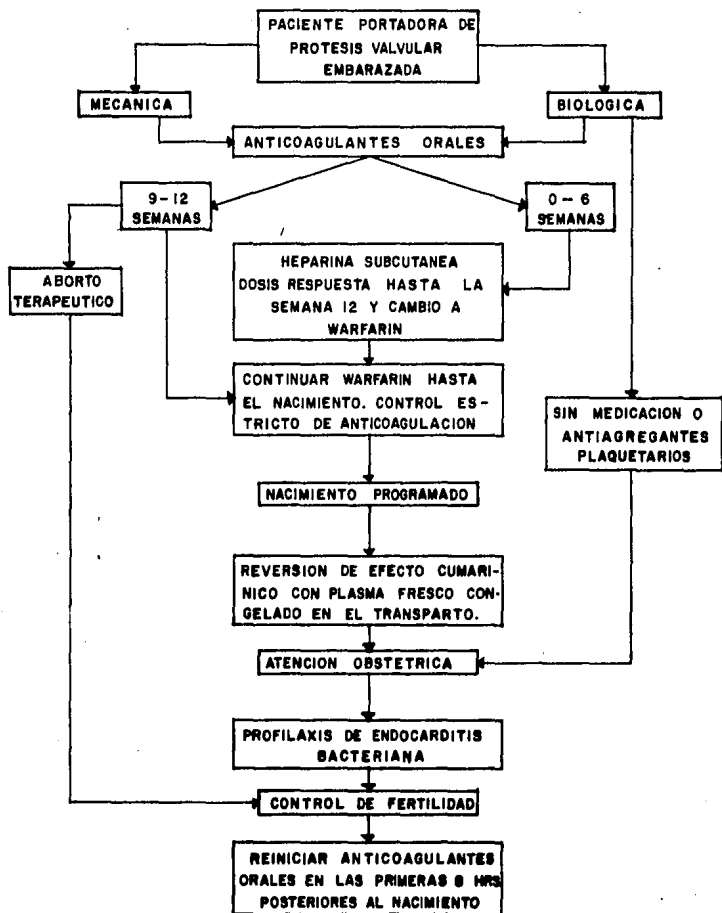 PACIENTE PORTADORA DE
PROTESIS VALVULAR
EMBARAZADA
MECANICA
BIOLOGICA
ANTICOAGULANTES ORALES
9-12
SEMANAS
0-6
SEMANAS
ABORTO
TERAPEUTICO
HEPARINA SUBCUTANEA
DOSIS RESPUESTA HASTA LA
SEMANA 12 Y CAMBIO A
WARFARIN
CONTINUAR WARFARIN HASTA
EL NACIMIENTO. CONTROL ES-
TRICTO DE ANTICOAGULACION
SIN MEDICACION O
ANTIAGREGANTES
PLAQUETARIOS
NACIMIENTO PROGRAMADO
REVERSION DE EFECTO CUMARI-
NICO CON PLASMA FRESCO CON-
GELADO EN EL TRANSPARTO.
ATENCION OBSTETRICA
PROFILAXIS DE ENDOCARDITIS
BACTERIANA
CONTROL DE FERTILIDAD
REINICIAR ANTICOAGULANTES
ORALES EN LAS PRIMERAS 8 HRS
POSTERIORES AL NACIMIENTO